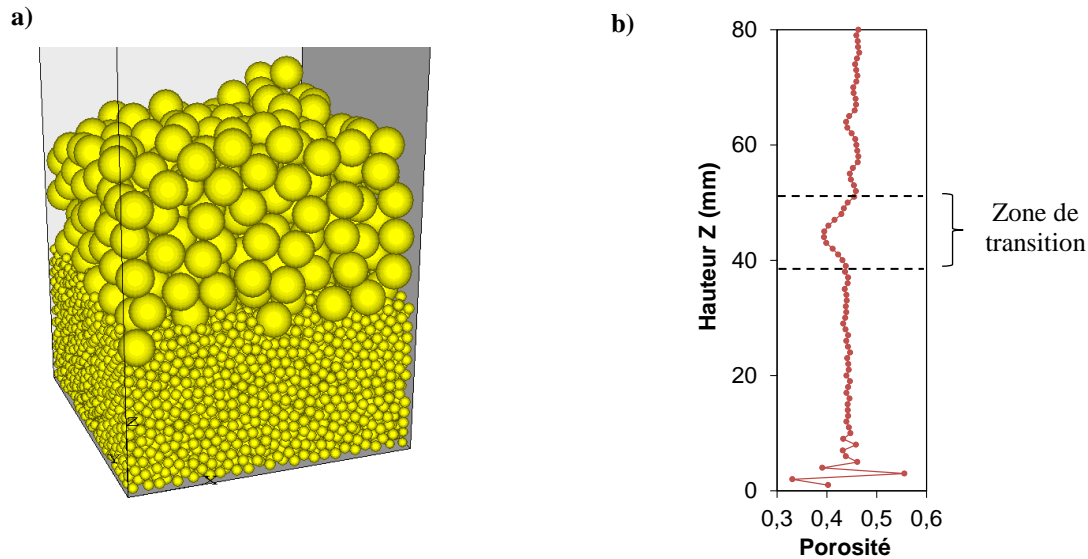 a)
Z
Y
X
b)
80
60
40
20
0
Hauteur Z (mm)
0,3 0,4 0,5 0,6
Porosité
Zone de
transition